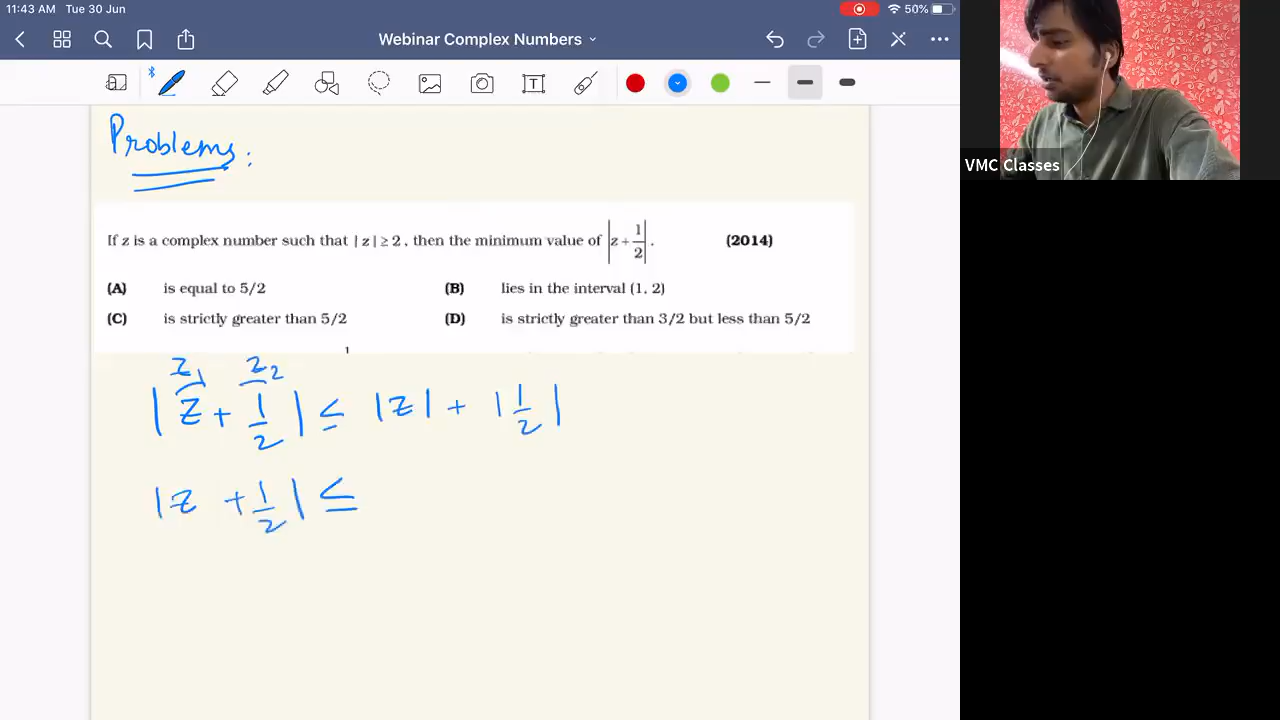 11:43 AM Tue 30 Jun
50%
Webinar Complex Numbers
VMC Classes
Problems:
If z is a complex number such that | z | ≥ 2, then the minimum value of |z + 1/2|. (2014)
(A) is equal to 5/2 (B) lies in the interval (1, 2)
(C) is strictly greater than 5/2 (D) is strictly greater than 3/2 but less than 5/2
1
z₁ z₂
|z + 1/2| ≤ |z| + |1/2|
|z + 1/2| ≤